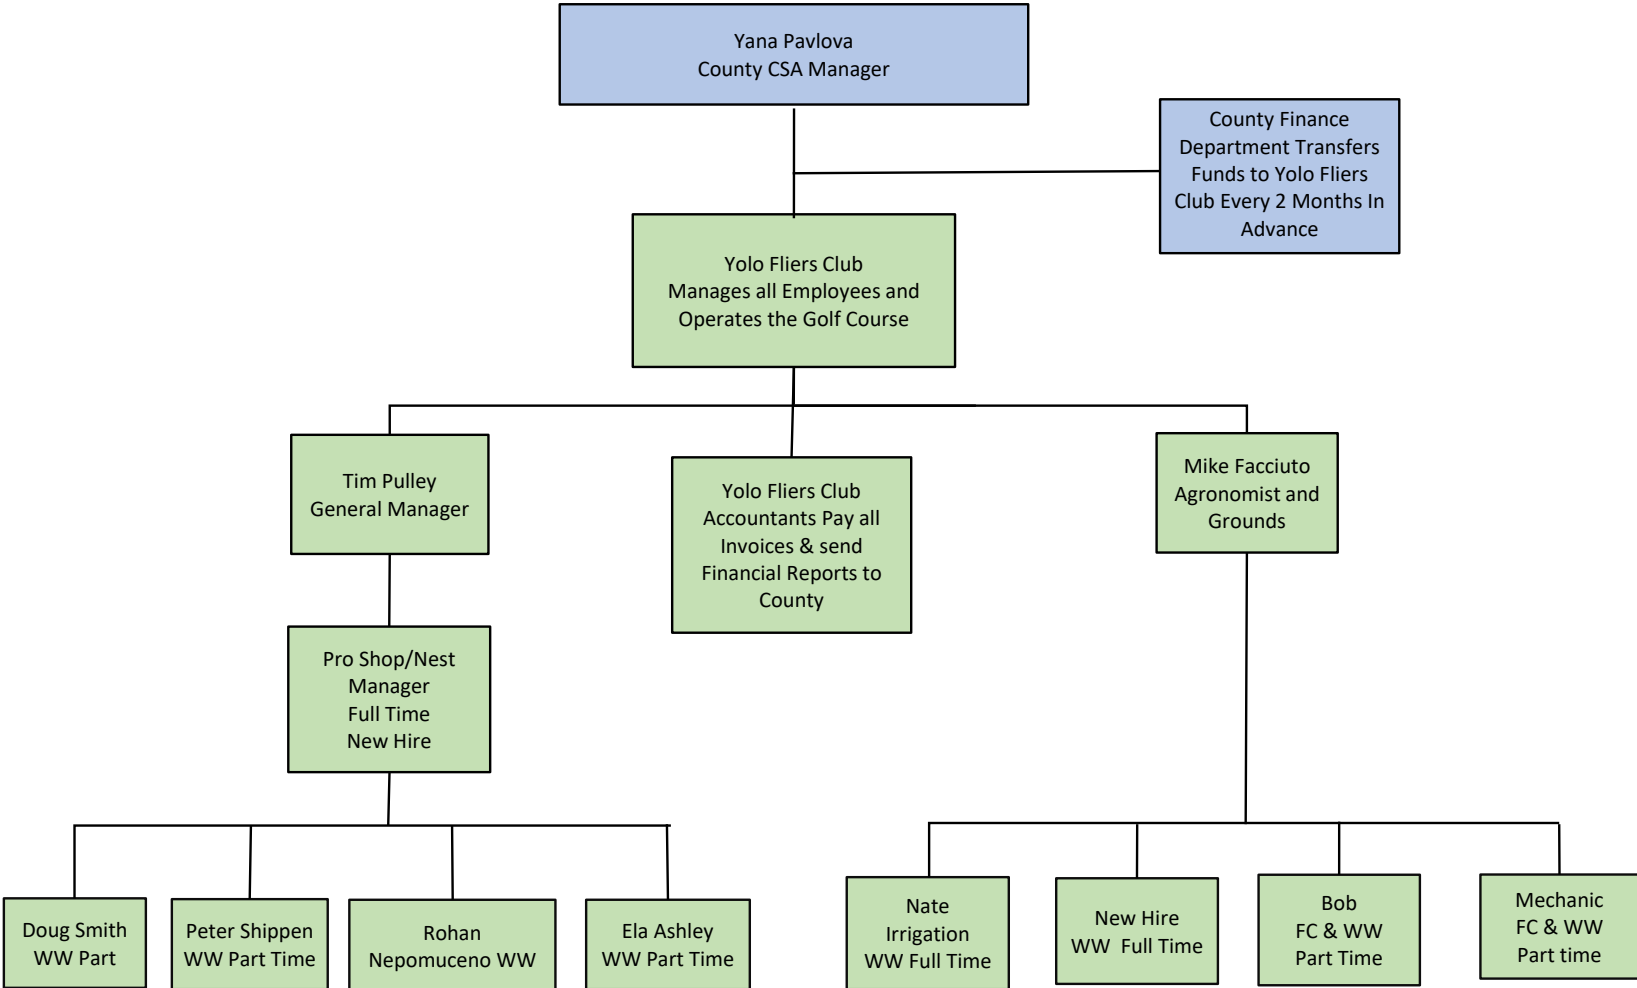 Yana Pavlova
County CSA Manager
County Finance
Department Transfers
Funds to Yolo Fliers
Club Every 2 Months In
Advance
Yolo Fliers Club
Manages all Employees and
Operates the Golf Course
Tim Pulley
General Manager
Yolo Fliers Club
Accountants Pay all
Invoices & send
Financial Reports to
County
Mike Facciuto
Agronomist and
Grounds
Pro Shop/Nest
Manager
Full Time
New Hire
Doug Smith
WW Part
Peter Shippen
WW Part Time
Rohan
Nepomuceno WW
Ela Ashley
WW Part Time
Nate
Irrigation
WW Full Time
New Hire
WW  Full Time
Bob
FC & WW
Part Time
Mechanic
FC & WW
Part time